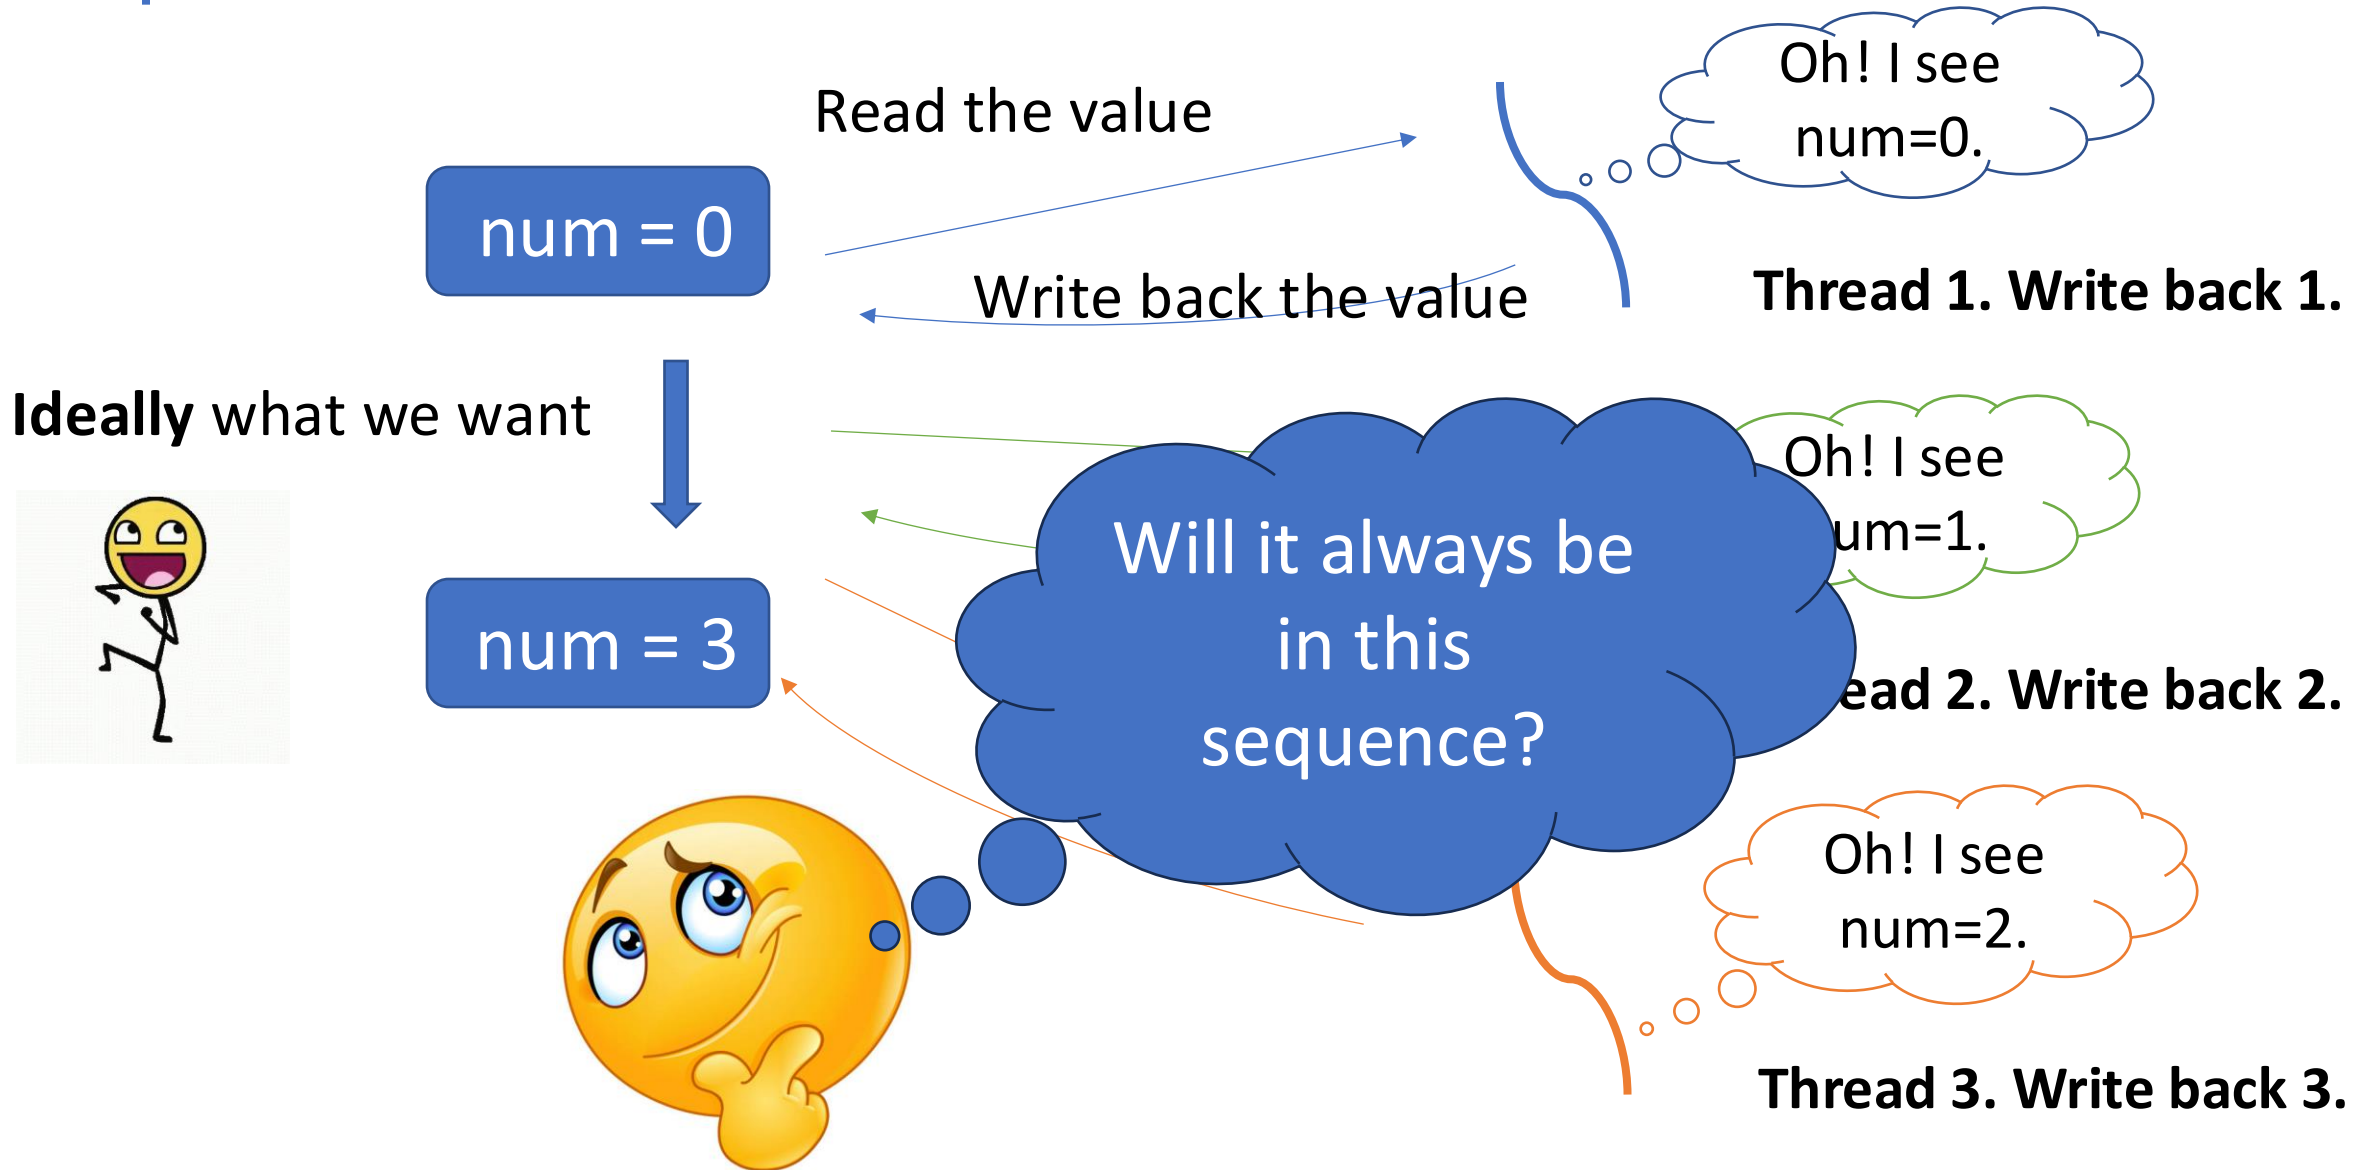 Read the value
Oh! I see
num=0.
num = 0
Write back the value
Thread 1. Write back 1.
Ideally what we want
Oh! I see
um=1.
Will it always be
in this
sequence?
num = 3
ead 2. Write back 2.
Oh! I see
num=2.
Thread 3. Write back 3.